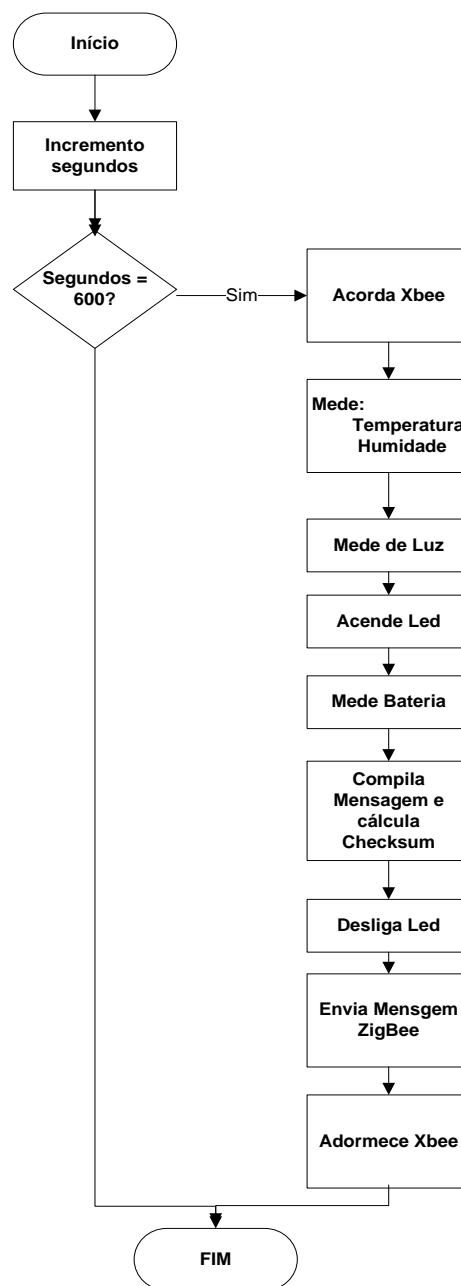 Início
Incremento
segundos
Segundos =
600?
Sim
Acorda Xbee
Mede:
Temperatura
Humidade
Mede de Luz
Acende Led
Mede Bateria
Compila
Mensagem e
cálcula
Checksum
Desliga Led
Envia Mensgem
ZigBee
Adormece Xbee
FIM